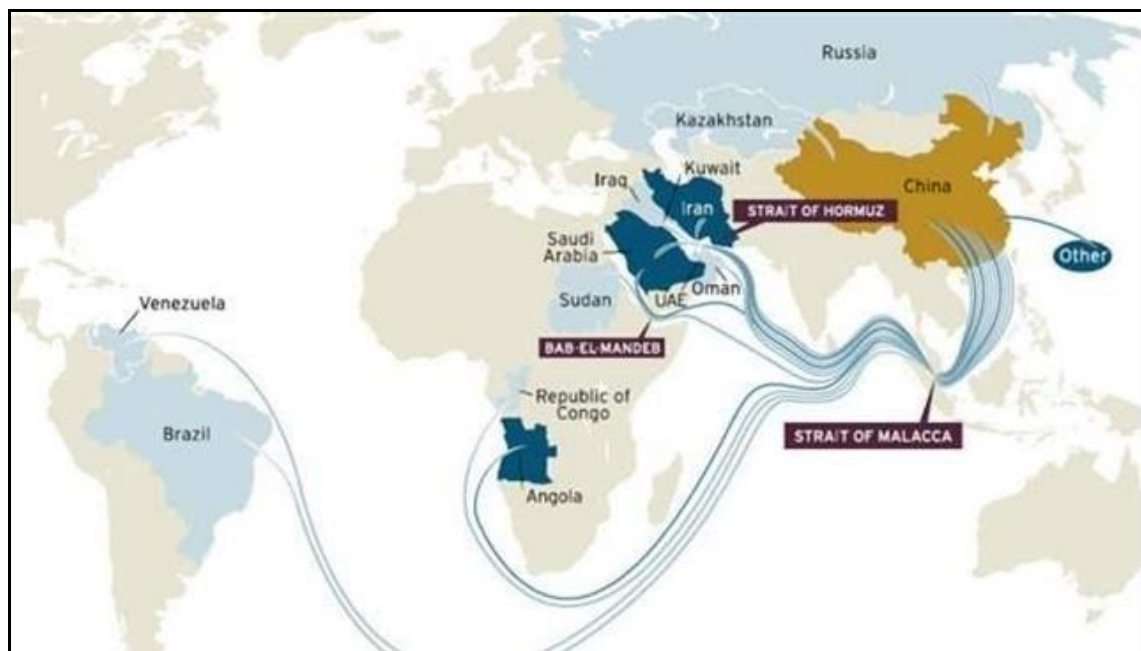 Russia
Kazakhstan
Kuwait
Iraq
China
Iran
STRAIT OF HORMUZ
Saudi
Arabia
Other
Oman
UAE
Sudan
Venezuela
BAB-EL-MANDEB
Republic of
Congo
Brazil
STRAIT OF MALACCA
Angola